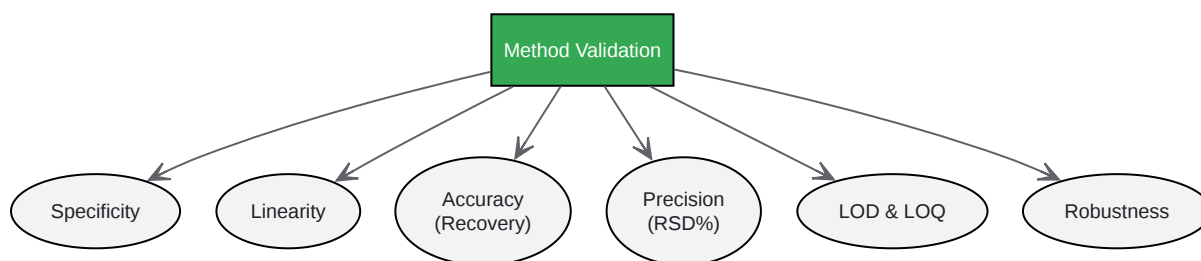 Method Validation
Specificity
Linearity
Accuracy
(Recovery)
Precision
(RSD%)
LOD & LOQ
Robustness